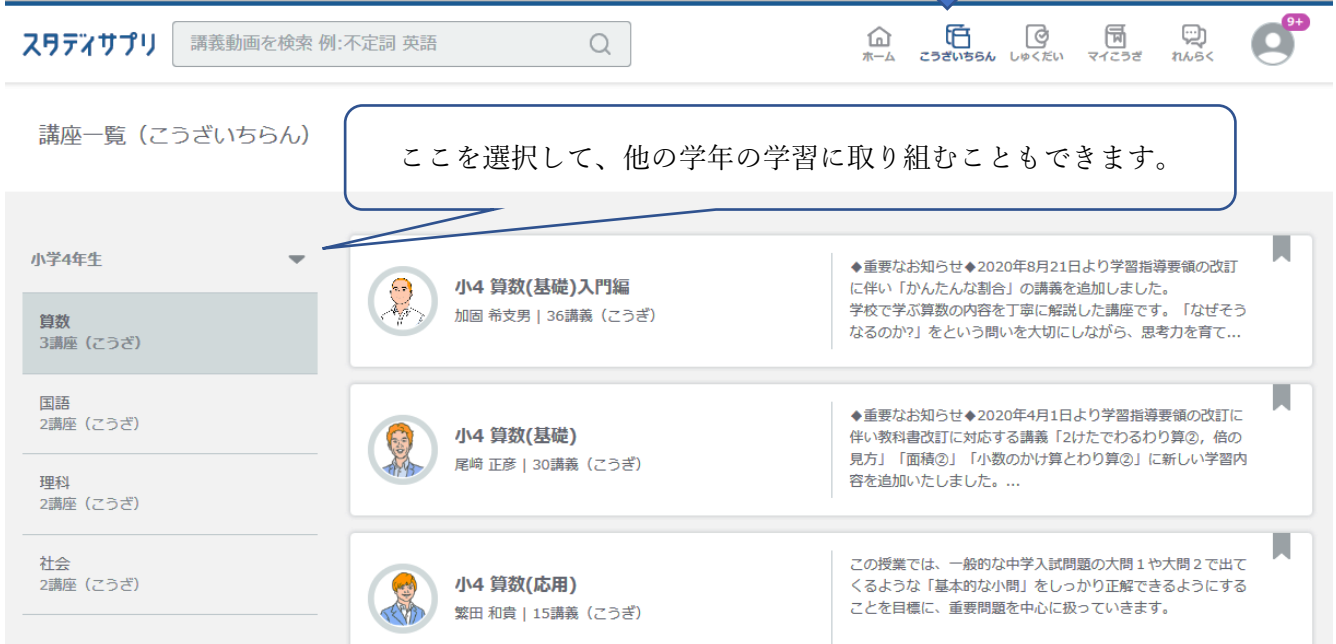 スタディサプリ
講義動画を検索 例:不定詞 英語
ホーム
こうざいちらん
しゅくだい
マイこうざ
れんらく
9+
講座一覧（こうざいちらん）
ここを選択して、他の学年の学習に取り組むこともできます。
小学4年生
算数
3講座（こうざ）
国語
2講座（こうざ）
理科
2講座（こうざ）
社会
2講座（こうざ）
小4 算数(基礎)入門編
加固 希支男 | 36講義（こうぎ）
◆重要なお知らせ◆2020年8月21日より学習指導要領の改訂
に伴い「かんたんな割合」の講義を追加しました。
学校で学ぶ算数の内容を丁寧に解説した講座です。「なぜそう
なるのか?」をという問いを大切にしながら、思考力を育て...
小4 算数(基礎)
尾﨑 正彦 | 30講義（こうぎ）
◆重要なお知らせ◆2020年4月1日より学習指導要領の改訂に
伴い教科書改訂に対応する講義「2けたでわるわり算②，倍の
見方」「面積②」「小数のかけ算とわり算②」に新しい学習内
容を追加いたしました。...
小4 算数(応用)
繁田 和貴 | 15講義（こうぎ）
この授業では、一般的な中学入試問題の大問１や大問２で出て
くるような「基本的な小問」をしっかり正解できるようにする
ことを目標に、重要問題を中心に扱っていきます。